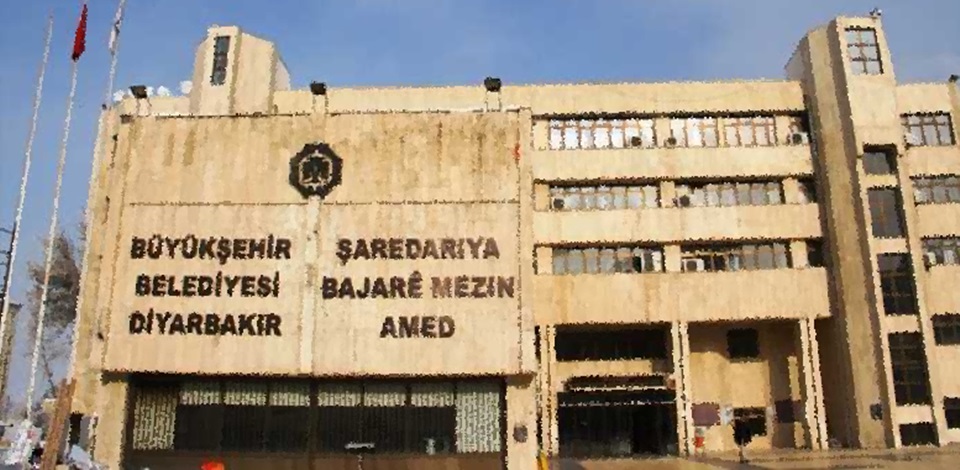 BÜYÜKŞEHİR
BELEDİYESİ
DİYARBAKIR
ŞAREDARIYA
BAJARÊ MEZIN
AMED